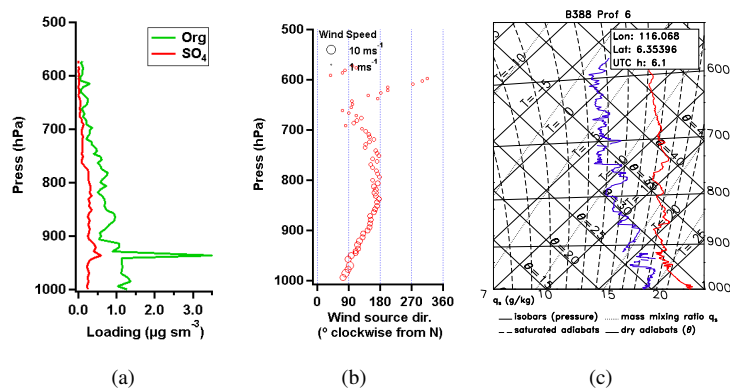 Org
SO4
500
600
700
800
900
1000
Press (hPa)
0.0
1.0
2.0
3.0
Loading (µg sm-3)
(a)
Wind Speed
10 ms-1
1 ms-1
500
600
700
800
900
1000
Press (hPa)
0
90
180
270
360
Wind source dir.
(º clockwise from N)
(b)
B388 Prof 6
Lon: 116.068
Lat: 6.35396
UTC h: 6.1
600
700
800
900
1000
θ=40
θ=20
7
10
15
20
24
qs (g/kg)
isobars (pressure)
mass mixing ratio qs
saturated adiabats
dry adiabats (θ)
(c)